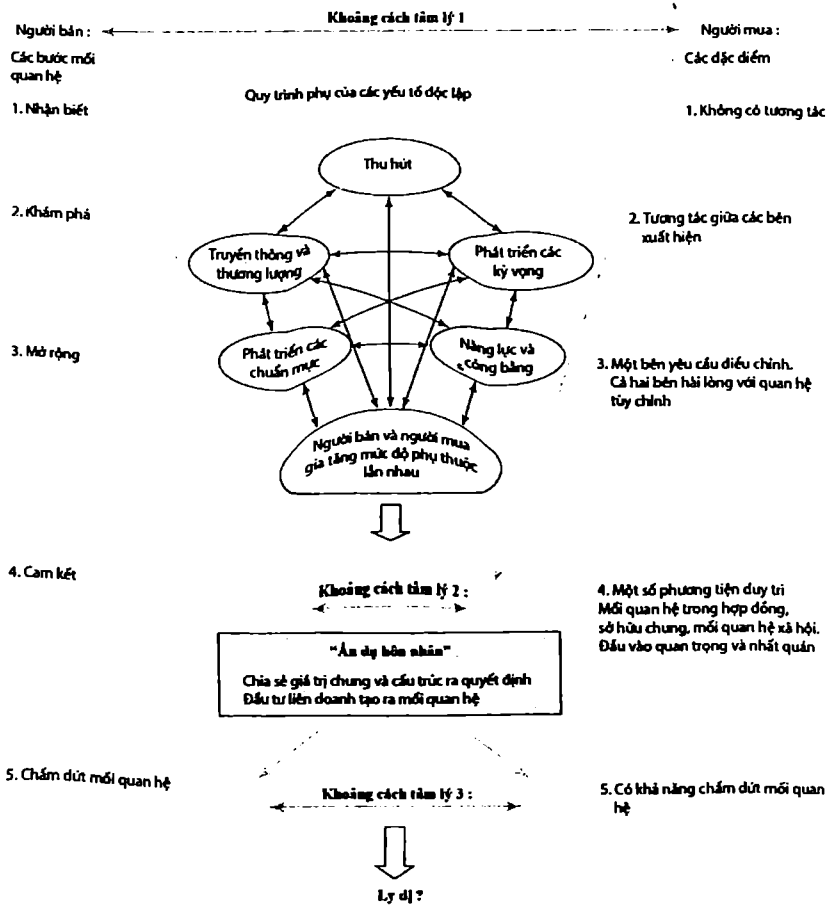 Khoảng cách tâm lý 1
Người bán :
Người mua :
Các bước mối
quan hệ
Các đặc điểm
Quy trình phụ của các yếu tố độc lập
1. Nhận biết
1. Không có tương tác
Thu hút
2. Khám phá
2. Tương tác giữa các bên
xuất hiện
Truyền thông và
thương lượng
Phát triển các
kỳ vọng
3. Mở rộng
Phát triển các
chuẩn mực
Năng lực và
công bằng
3. Một bên yêu cầu điều chỉnh.
Cả hai bên hài lòng với quan hệ
tùy chỉnh
Người bán và người mua
gia tăng mức độ phụ thuộc
lẫn nhau
4. Cam kết
Khoảng cách tâm lý 2 :
4. Một số phương tiện duy trì
Mối quan hệ trong hợp đồng,
sở hữu chung, mối quan hệ xã hội.
Đầu vào quan trọng và nhất quán
“Ẩn dụ hôn nhân”
Chia sẻ giá trị chung và cấu trúc ra quyết định
Đầu tư liên doanh tạo ra mối quan hệ
5. Chấm dứt mối quan hệ
Khoảng cách tâm lý 3 :
5. Có khả năng chấm dứt mối quan
hệ
Ly dị ?